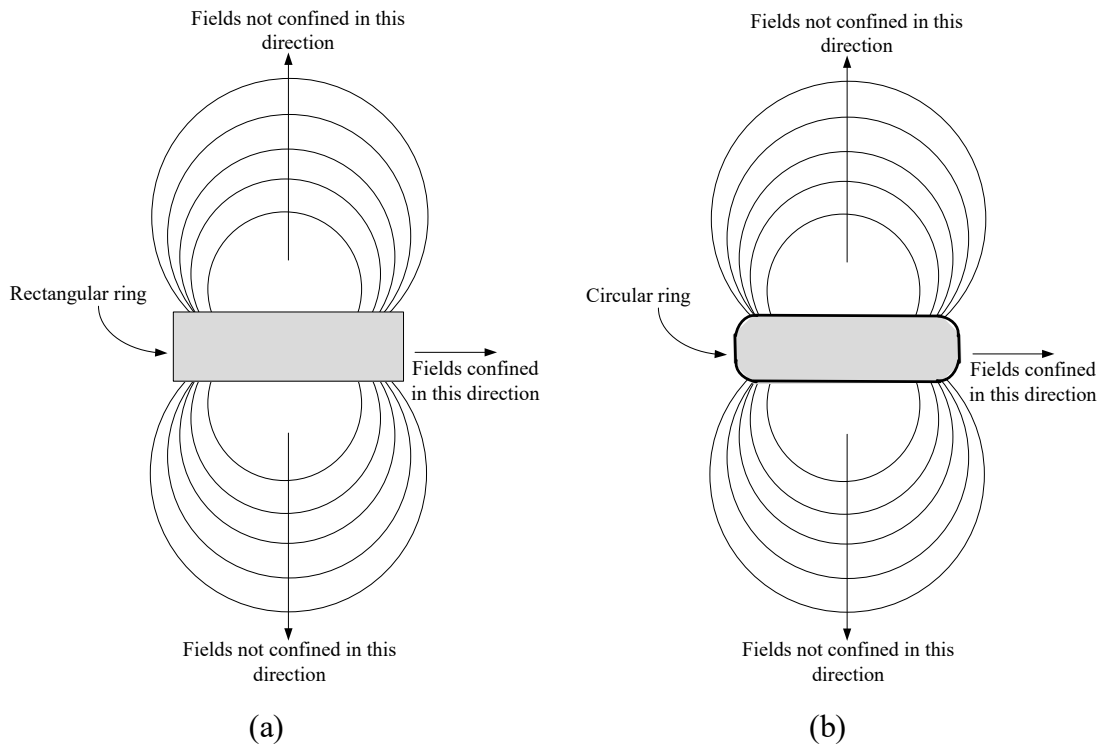 Fields not confined in this
direction
Rectangular ring
Fields confined
in this direction
Fields not confined in this
direction
(a)
Fields not confined in this
direction
Circular ring
Fields confined
in this direction
Fields not confined in this
direction
(b)